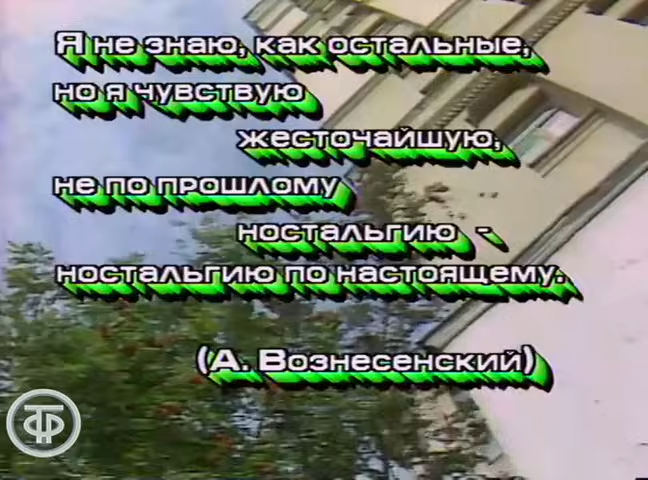 Я не знаю, как остальные,
но я чувствую
жесточайшую,
не по прошлому
ностальгию -
ностальгию по настоящему.
(А. Вознесенский)